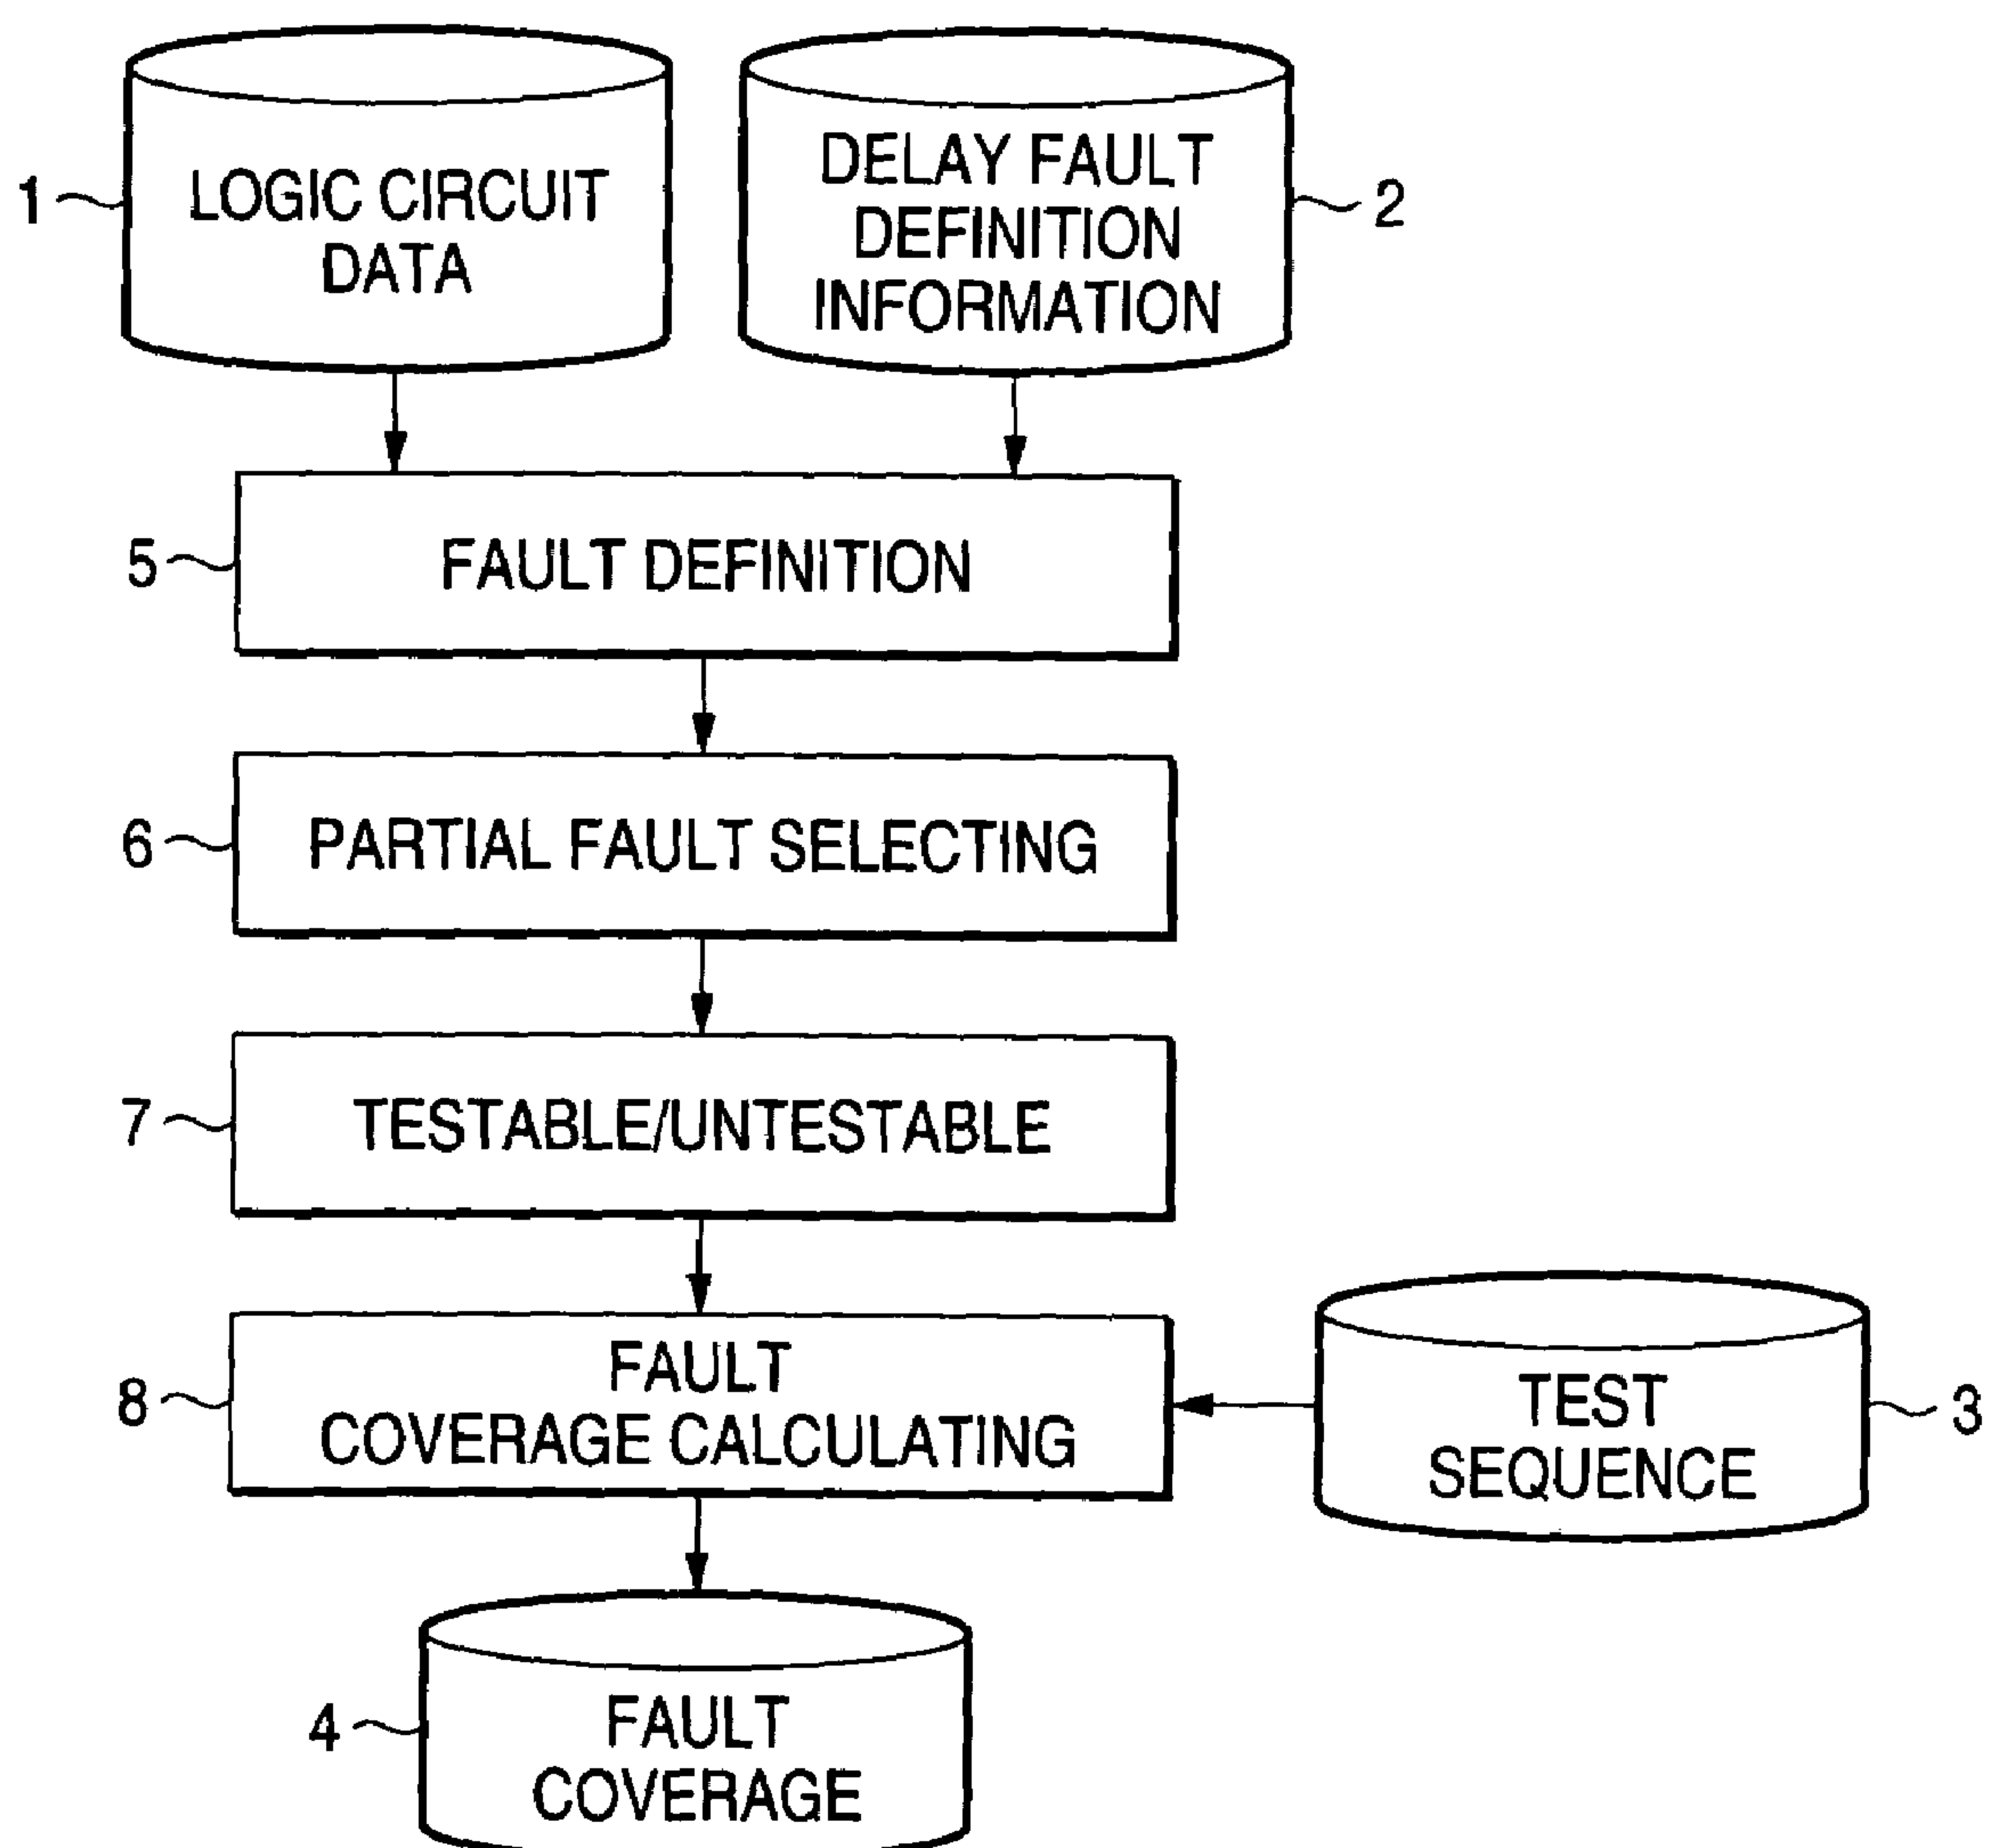 1
LOGIC CIRCUIT
DATA
DELAY FAULT
DEFINITION
INFORMATION
2
5
FAULT DEFINITION
6
PARTIAL FAULT SELECTING
7
TESTABLE/UNTESTABLE
8
FAULT
COVERAGE CALCULATING
TEST
SEQUENCE
3
4
FAULT
COVERAGE